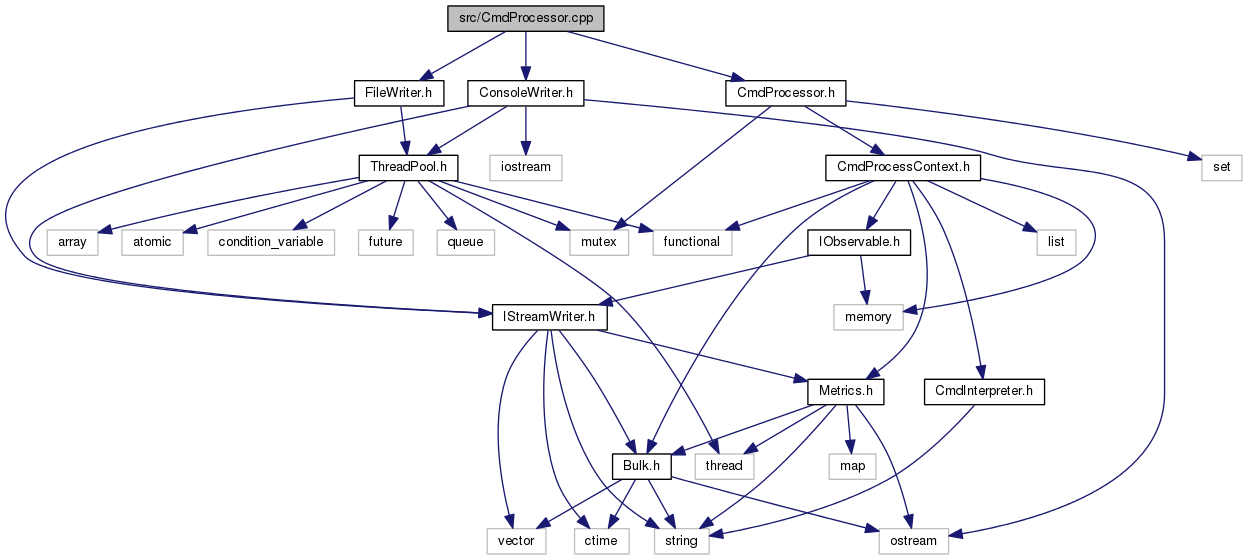 src/CmdProcessor.cpp
FileWriter.h
ConsoleWriter.h
CmdProcessor.h
ThreadPool.h
iostream
CmdProcessContext.h
set
array
atomic
condition_variable
future
queue
mutex
functional
IObservable.h
list
IStreamWriter.h
memory
Metrics.h
CmdInterpreter.h
Bulk.h
thread
map
vector
ctime
string
ostream